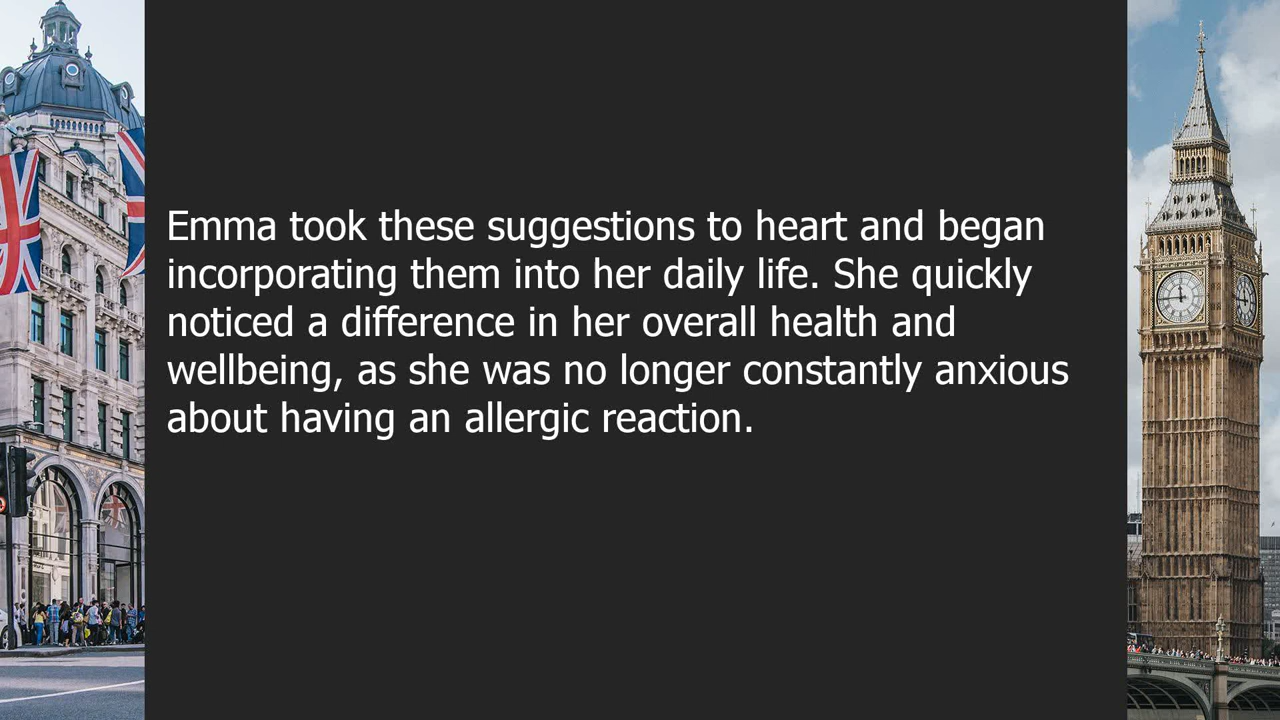 Emma took these suggestions to heart and began
incorporating them into her daily life. She quickly
noticed a difference in her overall health and
wellbeing, as she was no longer constantly anxious
about having an allergic reaction.